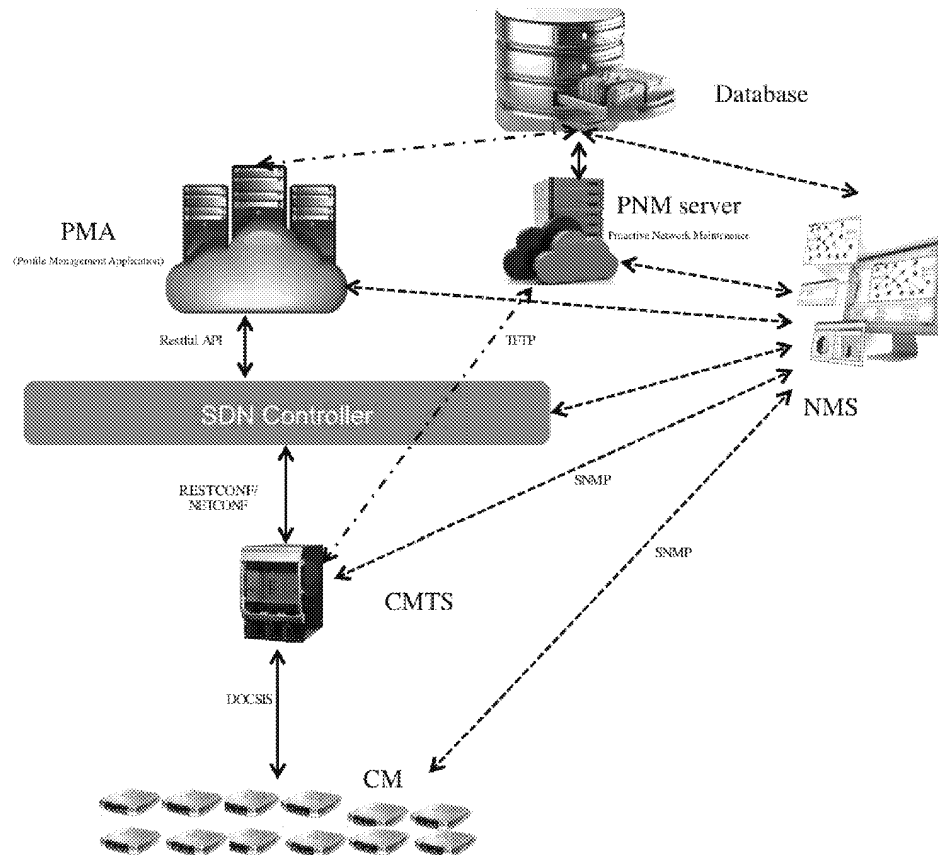 Database
PNM server
Proactive Network Maintenance
PMA
(Profile Management Application)
Restful API
TFTP
SDN Controller
NMS
RESTCONF/
NETCONF
SNMP
SNMP
CMTS
DOCSIS
CM